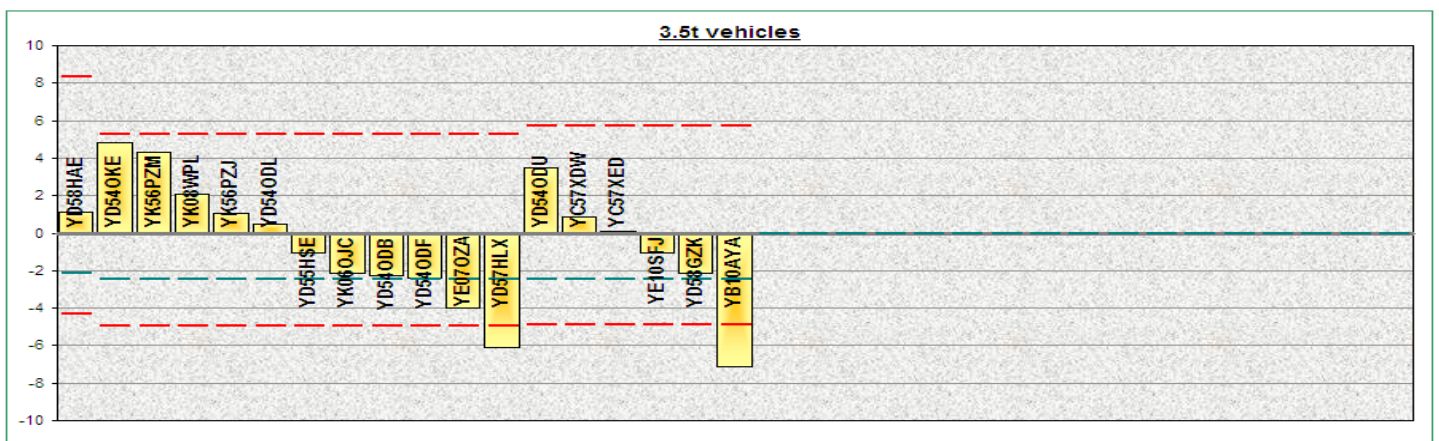 3.5t vehicles
10
8
6
4
2
0
-2
-4
-6
-8
-10
YD58HAE
YD54OKE
YK56PZM
YK08WPL
YK56PZJ
YD54ODL
YD55HSE
YK06OJC
YD54ODB
YD54ODF
YE07OZA
YD57HLX
YD54ODU
YC57XDW
YC57XED
YE10SFJ
YD58GZK
YB10AYA